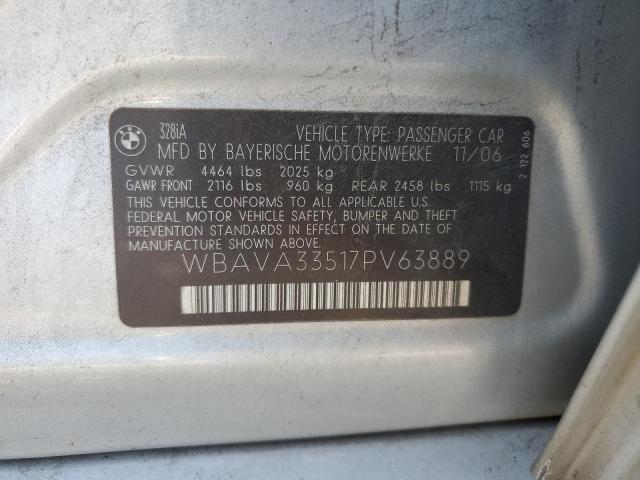 BMW
328iA VEHICLE TYPE: PASSENGER CAR
MFD BY BAYERISCHE MOTORENWERKE 11/06
GVWR 4464 lbs 2025 kg
GAWR FRONT 2116 lbs 960 kg REAR 2458 lbs 1115 kg
THIS VEHICLE CONFORMS TO ALL APPLICABLE U.S.
FEDERAL MOTOR VEHICLE SAFETY, BUMPER AND THEFT
PREVENTION STANDARDS IN EFFECT ON THE DATE OF
MANUFACTURE SHOWN ABOVE.
WBAVA33517PV63889
2 122 606